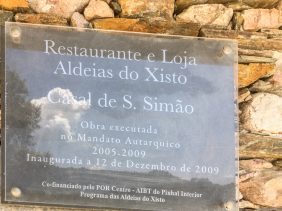 Restaurante e Loja
Aldeias do Xisto
Casal de S. Simão
Obra executada
no Mandato Autarquico
2005.2009
Inaugurada a 12 de Dezembro de 2009
Co-financiado pelo POR Centro - AIBT do Pinhal Interior
Programa das Aldeias do Xisto